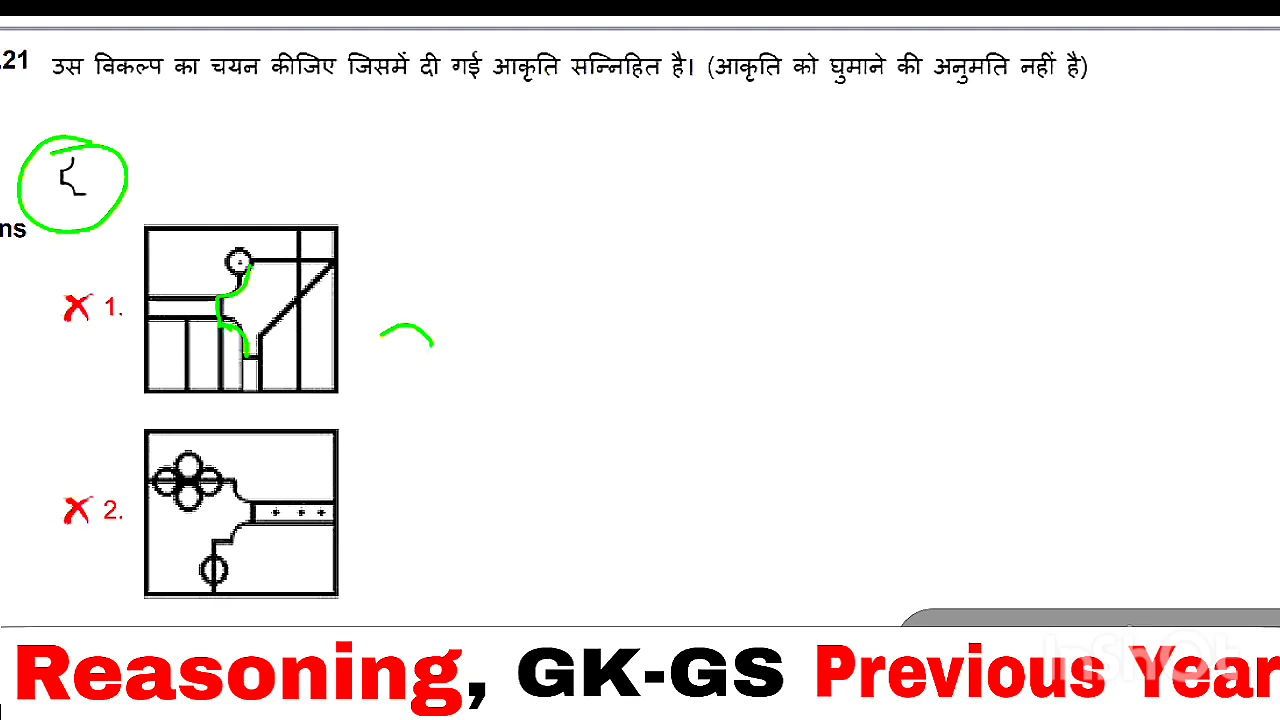 .21 उस विकल्प का चयन कीजिए जिसमें दी गई आकृति सन्निहित है। (आकृति को घुमाने की अनुमति नहीं है)
ns
1.
2.
InShOt
Reasoning, GK-GS Previous Year